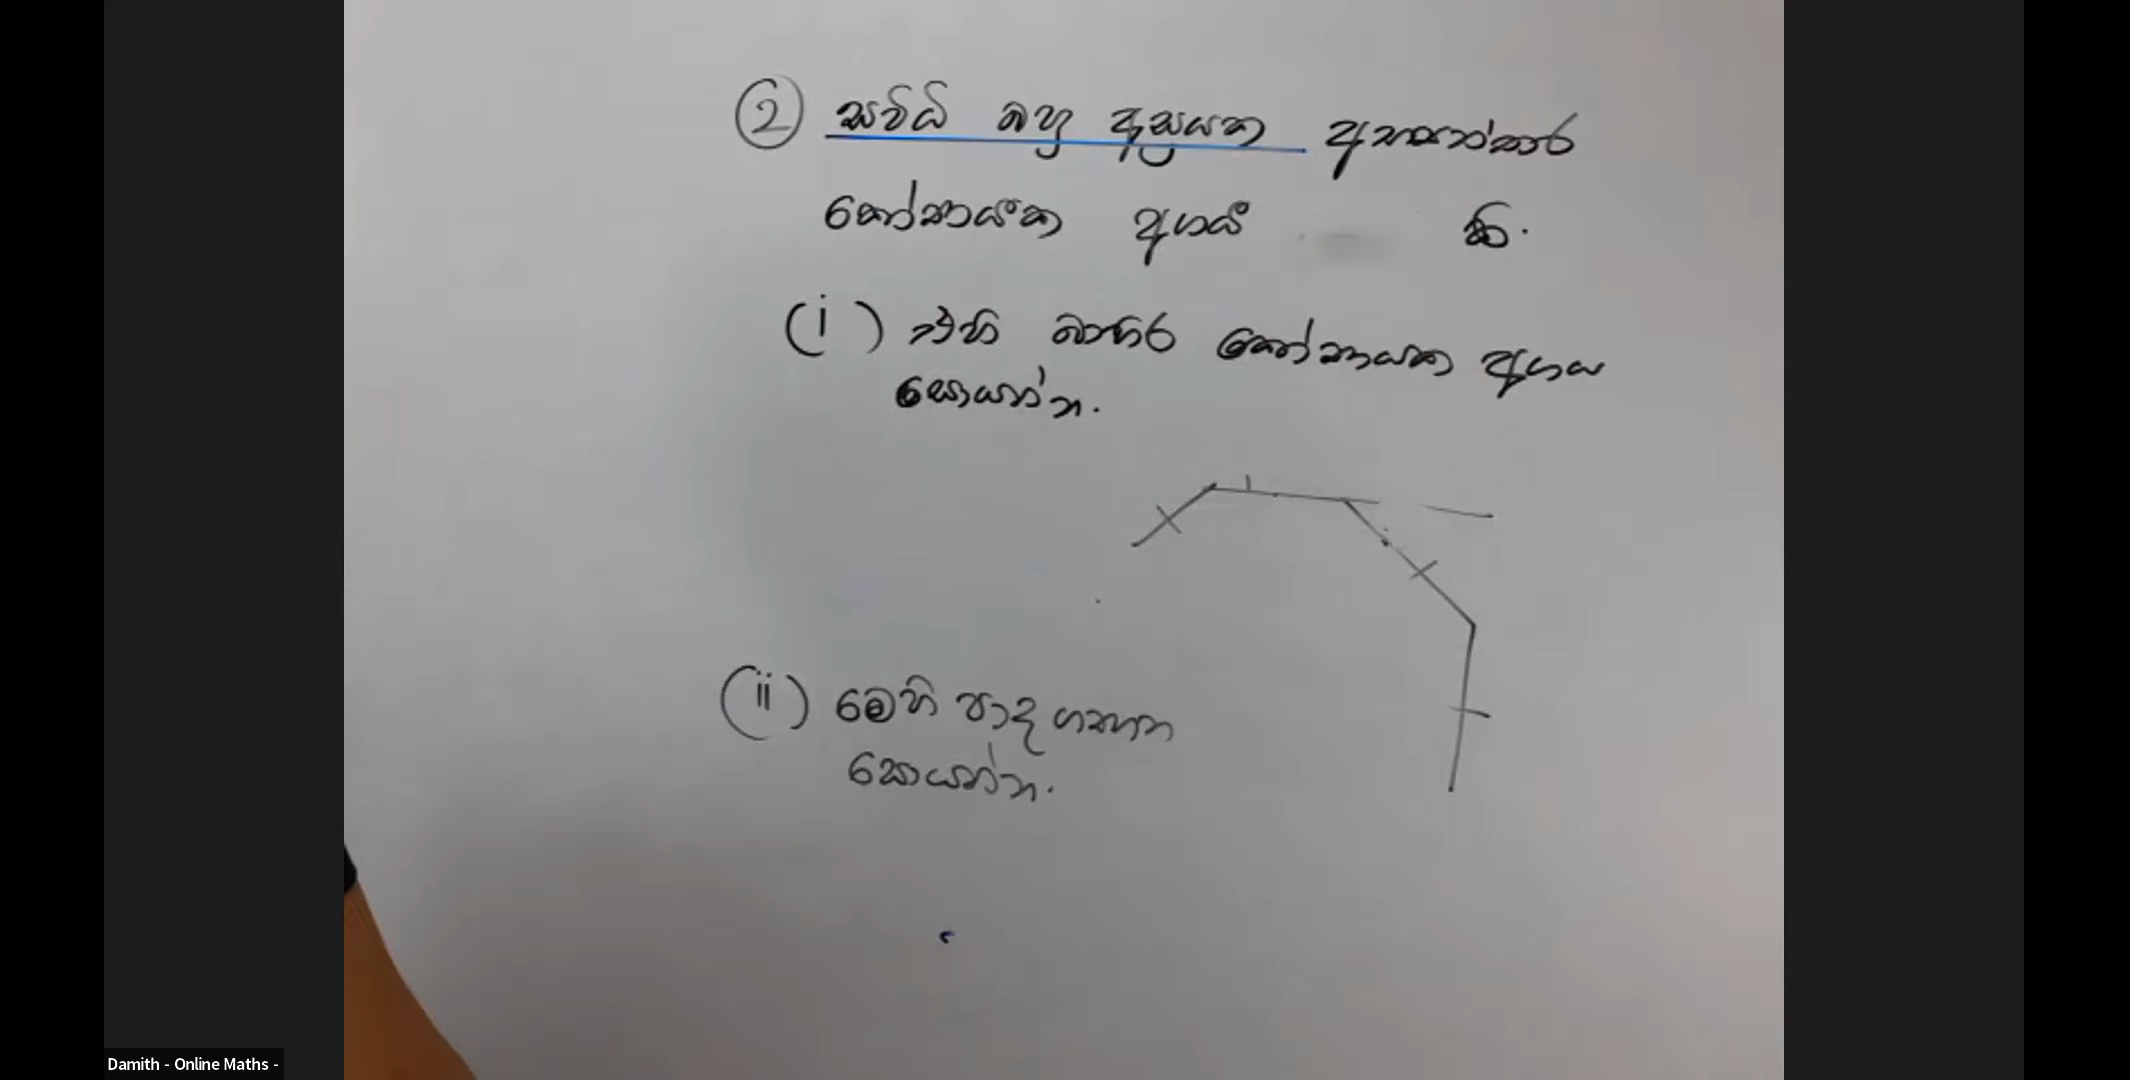 ② සවිධි බහු අස්‍රයක අභ්‍යන්තර
කෝණයක අගය කි.
(i) එහි බාහිර කෝණයක අගය
සොයන්න.
(ii) මෙහි පාද ගණන
සොයන්න.
Damith - Online Maths -